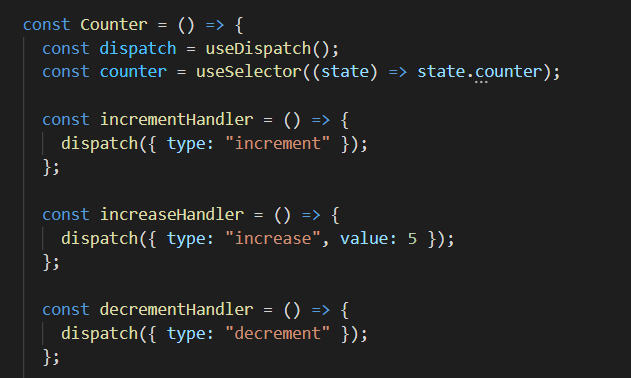 const Counter = () => {
  const dispatch = useDispatch();
  const counter = useSelector((state) => state.counter);

  const incrementHandler = () => {
    dispatch({ type: "increment" });
  };

  const increaseHandler = () => {
    dispatch({ type: "increase", value: 5 });
  };

  const decrementHandler = () => {
    dispatch({ type: "decrement" });
  };